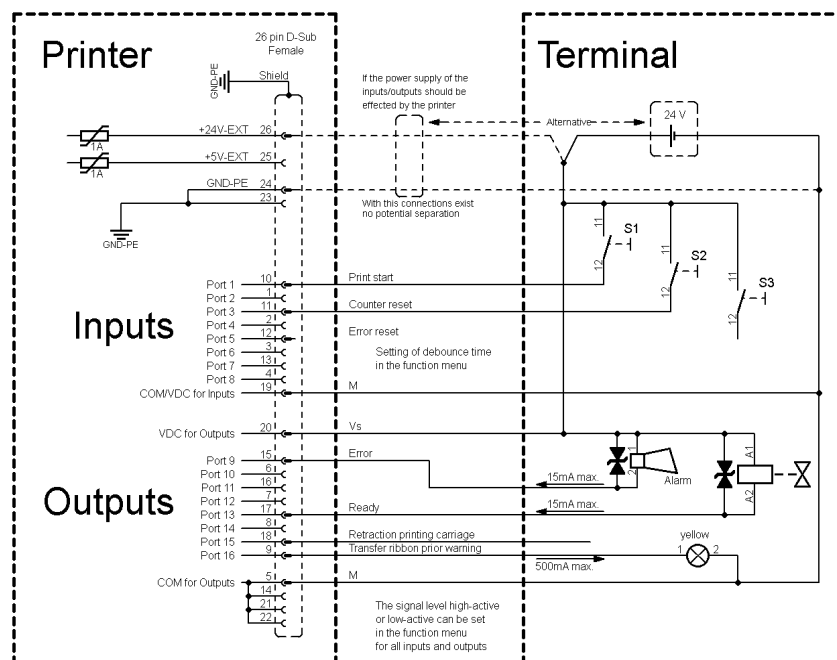 Printer
26 pin D-Sub
Female
Terminal
Shield
GND-PE
If the power supply of the
inputs/outputs should be
effected by the printer
Alternative
24 V
+24V-EXT 26
1A
+5V-EXT 25
1A
GND-PE 24
23
GND-PE
With this connections exist
no potential separation
11
S1
12
11
S2
12
11
S3
12
Inputs
Port 1 10 Print start
Port 2 1
Port 3 11 Counter reset
Port 4 2
Port 5 12 Error reset
Port 6 3
Port 7 13
Port 8 4
Setting of debounce time
in the function menu
COM/VDC for Inputs 19 M
VDC for Outputs 20 Vs
Outputs
Port 9 15 Error
Port 10 6
Port 11 16
Port 12 7
Port 13 17 Ready
Port 14 8
Port 15 18 Retraction printing carriage
Port 16 9 Transfer ribbon prior warning
15mA max.
15mA max.
500mA max.
1
2
Alarm
A1
A2
yellow
1 2
COM for Outputs 5 M
14
21
22
The signal level high-active
or low-active can be set
in the function menu
for all inputs and outputs